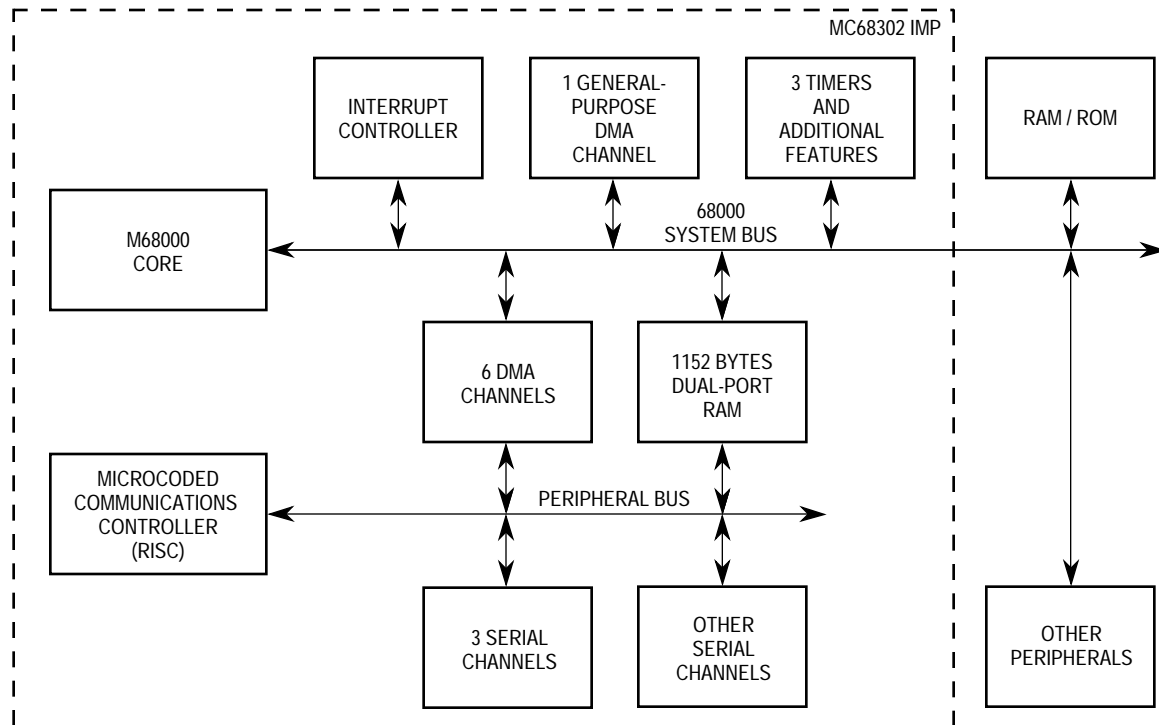 MC68302 IMP
INTERRUPT
CONTROLLER
1 GENERAL-
PURPOSE
DMA
CHANNEL
3 TIMERS
AND
ADDITIONAL
FEATURES
RAM / ROM
M68000
CORE
68000
SYSTEM BUS
6 DMA
CHANNELS
1152 BYTES
DUAL-PORT
RAM
MICROCODED
COMMUNICATIONS
CONTROLLER
(RISC)
PERIPHERAL BUS
3 SERIAL
CHANNELS
OTHER
SERIAL
CHANNELS
OTHER
PERIPHERALS